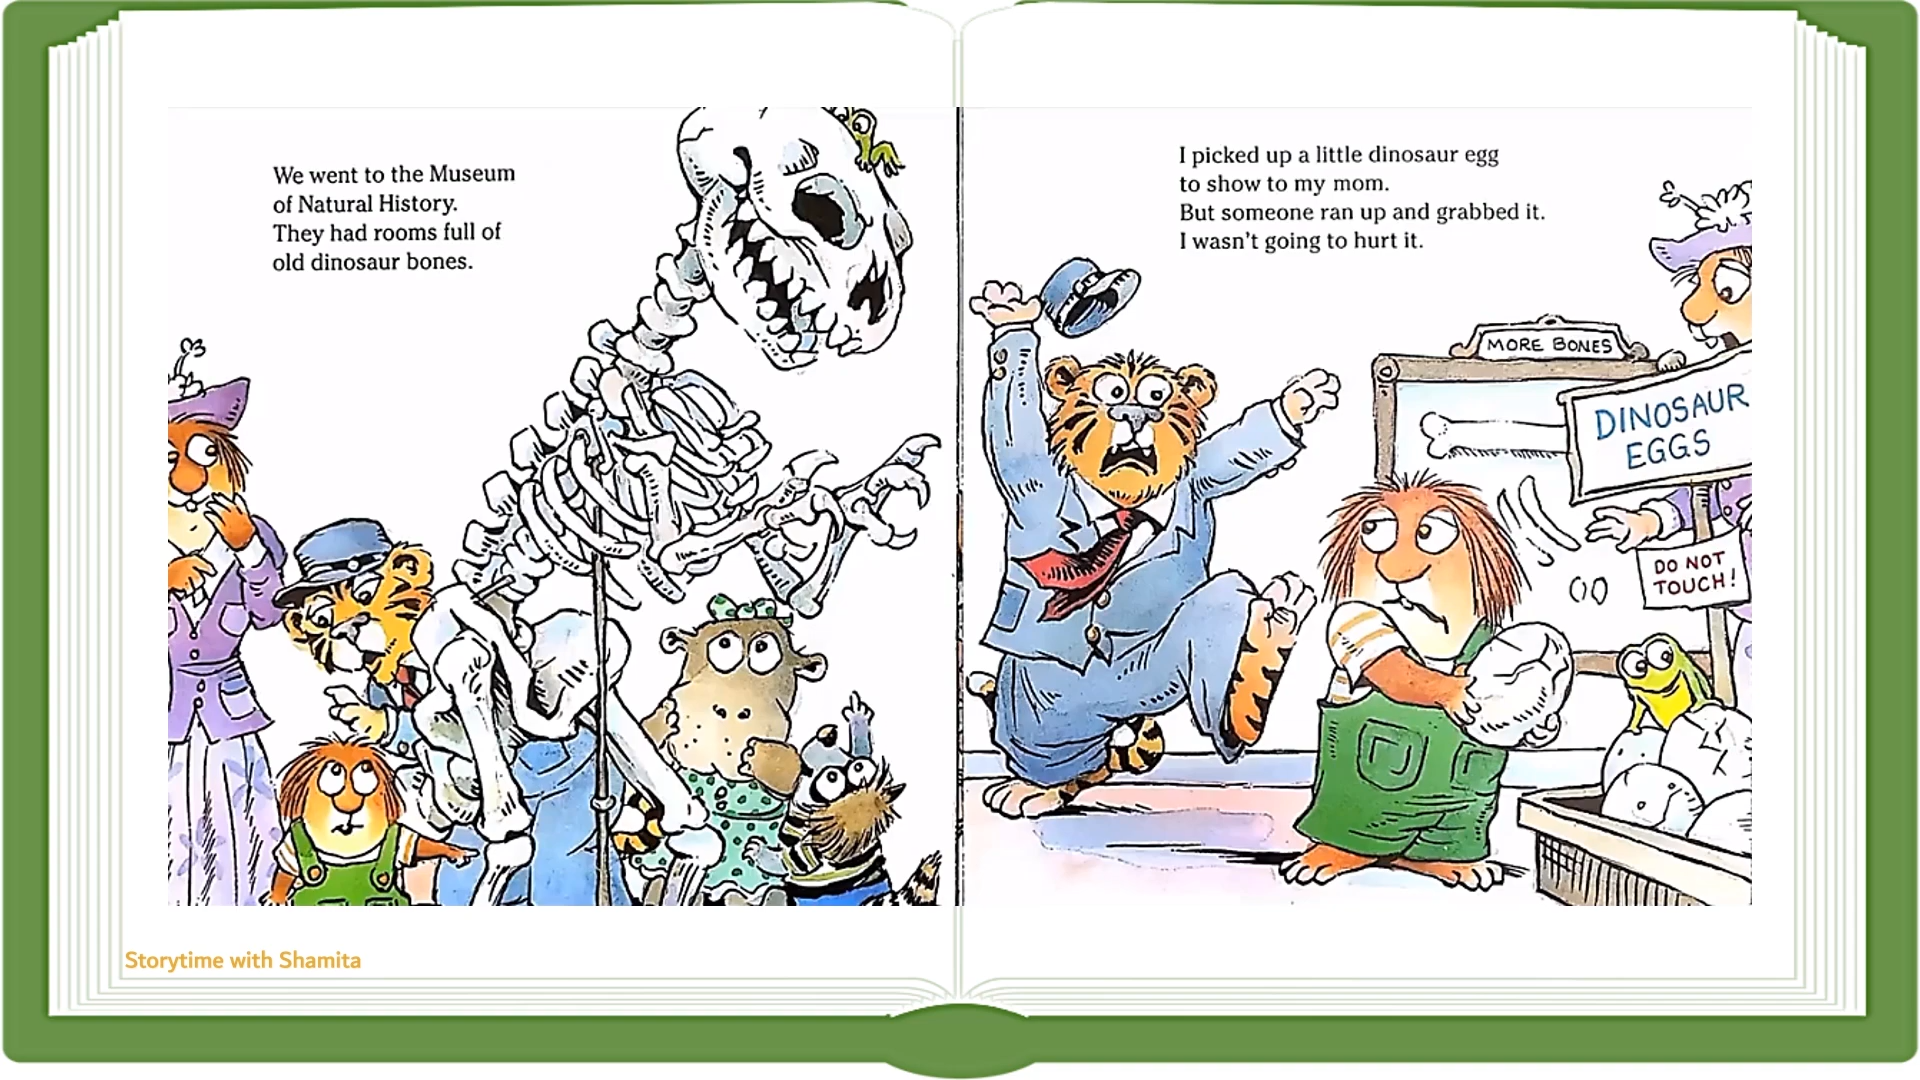 We went to the Museum
of Natural History.
They had rooms full of
old dinosaur bones.
I picked up a little dinosaur egg
to show to my mom.
But someone ran up and grabbed it.
I wasn't going to hurt it.
MORE BONES
DINOSAUR
EGGS
DO NOT
TOUCH!
Storytime with Shamita